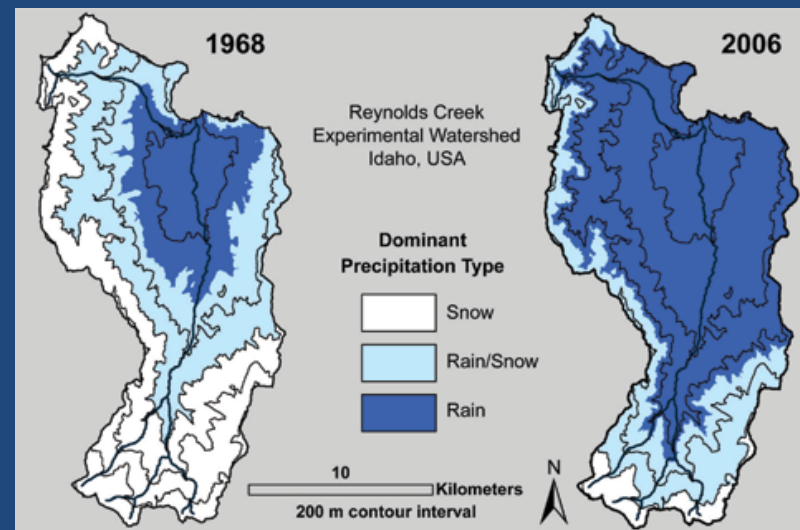 1968
2006
Reynolds Creek
Experimental Watershed
Idaho, USA
Dominant
Precipitation Type
Snow
Rain/Snow
Rain
10
Kilometers
200 m contour interval
N